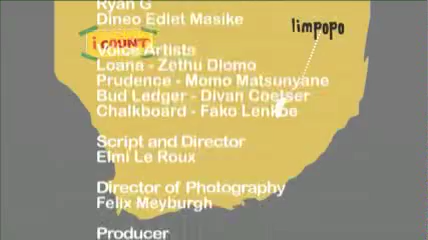 Ryan G
Dineo Edlet Masike
i COUNT
limpopo
Voice Artists
Loana - Zethu Dlomo
Prudence - Momo Matsunyane
Bud Ledger - Divan Coetser
Chalkboard - Fako Lenkoe
Script and Director
Elmi Le Roux
Director of Photography
Felix Meyburgh
Producer